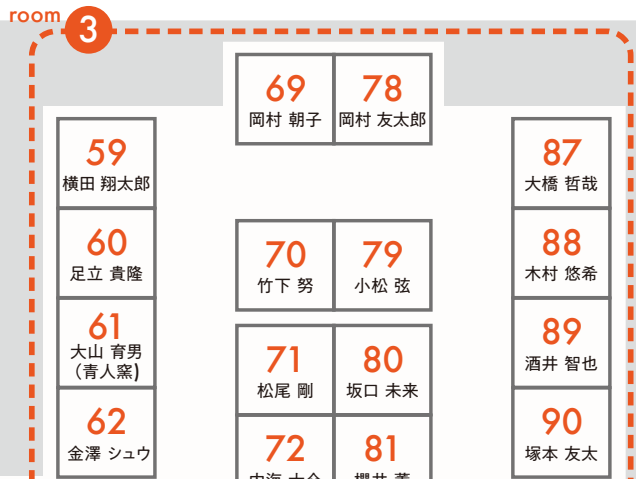 room 3
69
岡村 朝子
78
岡村 友太郎
59
横田 翔太郎
87
大橋 哲哉
60
足立 貴隆
70
竹下 努
79
小松 弦
88
木村 悠希
61
大山 育男
（青人窯）
71
松尾 剛
80
坂口 未来
89
酒井 智也
62
金澤 シュウ
72
81
90
塚本 友太